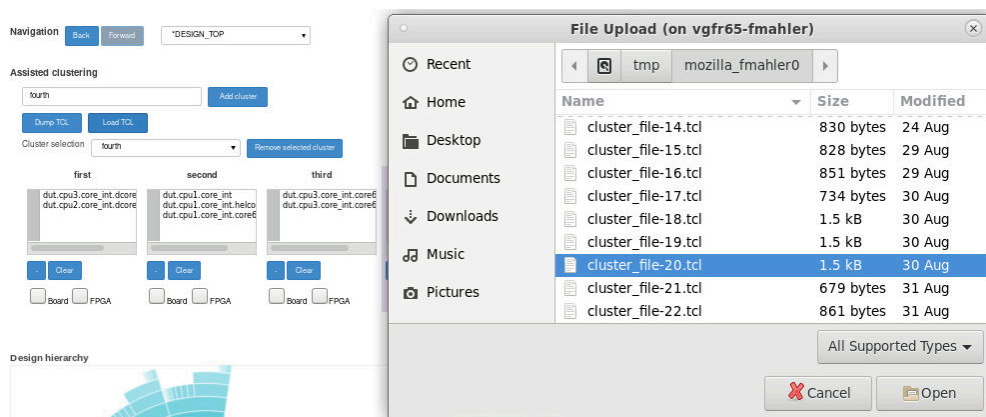 Navigation Back Forward *DESIGN_TOP
Assisted clustering
fourth Add cluster
Dump TCL Load TCL
Cluster selection fourth Remove selected cluster
first second third
dut.cpu3.core_int.dcore
dut.cpu2.core_int.dcore
dut.cpu1.core_int
dut.cpu1.core_int.helco
dut.cpu1.core_int.core6
dut.cpu3.core_int.core6
dut.cpu3.core_int.core6
- Clear - Clear - Clear
Board FPGA Board FPGA Board FPGA
Design hierarchy
File Upload (on vgfr65-fmahler)
Recent
Home
Desktop
Documents
Downloads
Music
Pictures
tmp mozilla_fmahler0
Name Size Modified
cluster_file-14.tcl 830 bytes 24 Aug
cluster_file-15.tcl 828 bytes 29 Aug
cluster_file-16.tcl 851 bytes 29 Aug
cluster_file-17.tcl 734 bytes 30 Aug
cluster_file-18.tcl 1.5 kB 30 Aug
cluster_file-19.tcl 1.5 kB 30 Aug
cluster_file-20.tcl 1.5 kB 30 Aug
cluster_file-21.tcl 679 bytes 31 Aug
cluster_file-22.tcl 861 bytes 31 Aug
All Supported Types
Cancel Open